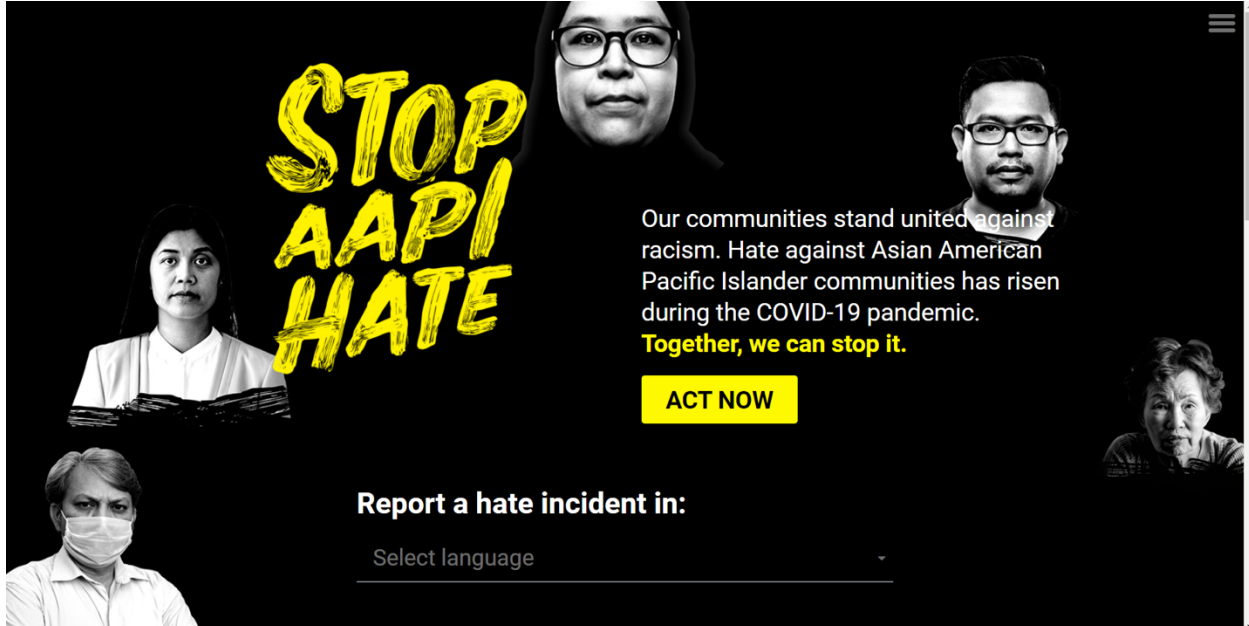 STOP
AAPI
HATE
Our communities stand united against
racism. Hate against Asian American
Pacific Islander communities has risen
during the COVID-19 pandemic.
Together, we can stop it.
ACT NOW
Report a hate incident in:
Select language